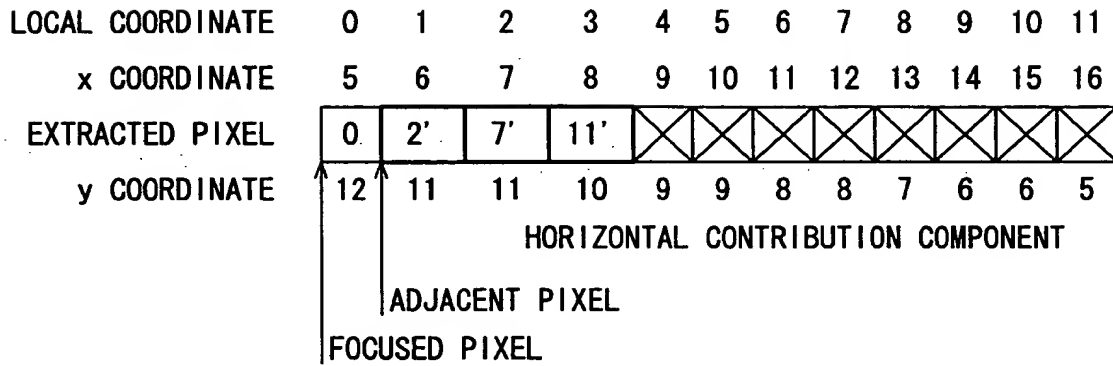 LOCAL COORDINATE 0 1 2 3 4 5 6 7 8 9 10 11
x COORDINATE 5 6 7 8 9 10 11 12 13 14 15 16
EXTRACTED PIXEL 0 2' 7' 11'
y COORDINATE 12 11 11 10 9 9 8 8 7 6 6 5
HORIZONTAL CONTRIBUTION COMPONENT
ADJACENT PIXEL
FOCUSED PIXEL